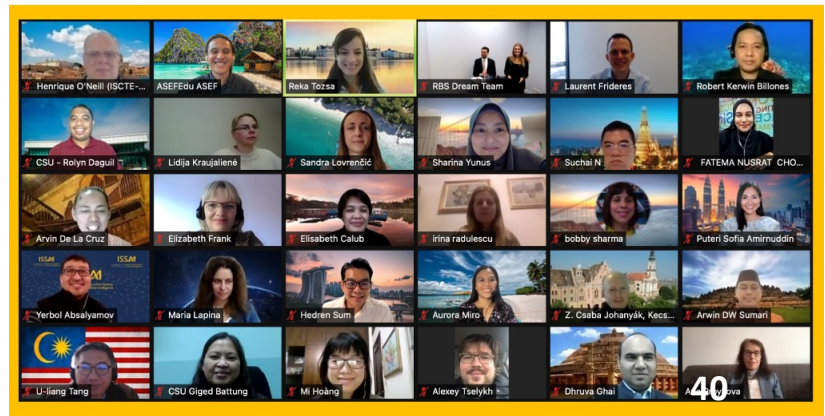 Henrique O'Neill (ISCTE-...
ASEFEdu ASEF
Reka Tozsa
RBS Dream Team
Laurent Frideres
Robert Kerwin Billones
CSU - Rolyn Daguil
Lidija Kraujalienė
Sandra Lovrenčić
Sharina Yunus
Suchai N
FATEMA NUSRAT CHO...
Arvin De La Cruz
Elizabeth Frank
Elisabeth Calub
irina radulescu
bobby sharma
Puteri Sofia Amirnuddin
ISSAI
ISSAI
Yerbol Absalyamov
Maria Lapina
Hedren Sum
Aurora Miro
Z. Csaba Johanyák, Kecs...
Arwin DW Sumari
U-liang Tang
CSU Giged Battung
Mi Hoàng
Alexey Tselykh
Dhruva Ghai
40